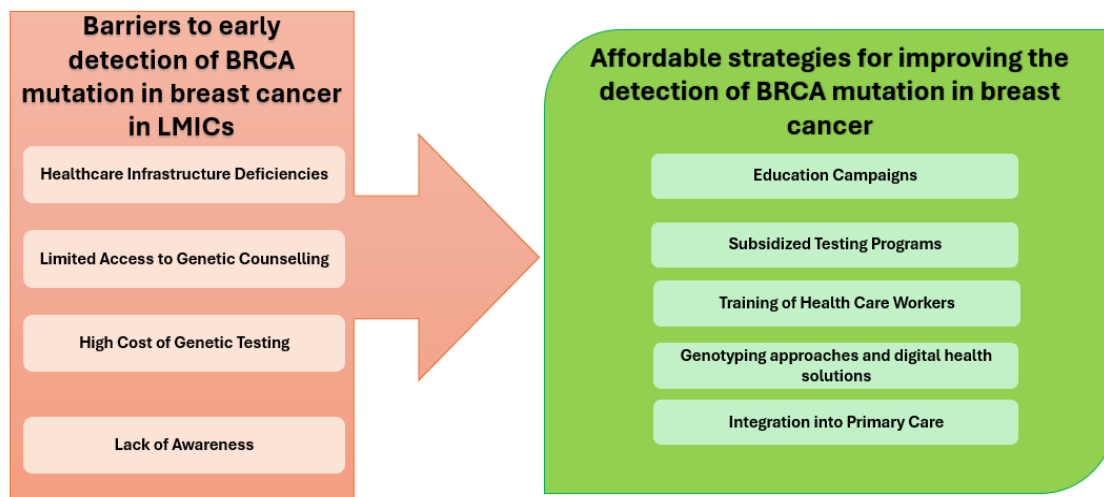 Barriers to early
detection of BRCA
mutation in breast cancer
in LMICs
Healthcare Infrastructure Deficiencies
Limited Access to Genetic Counselling
High Cost of Genetic Testing
Lack of Awareness
Affordable strategies for improving the
detection of BRCA mutation in breast
cancer
Education Campaigns
Subsidized Testing Programs
Training of Health Care Workers
Genotyping approaches and digital health
solutions
Integration into Primary Care